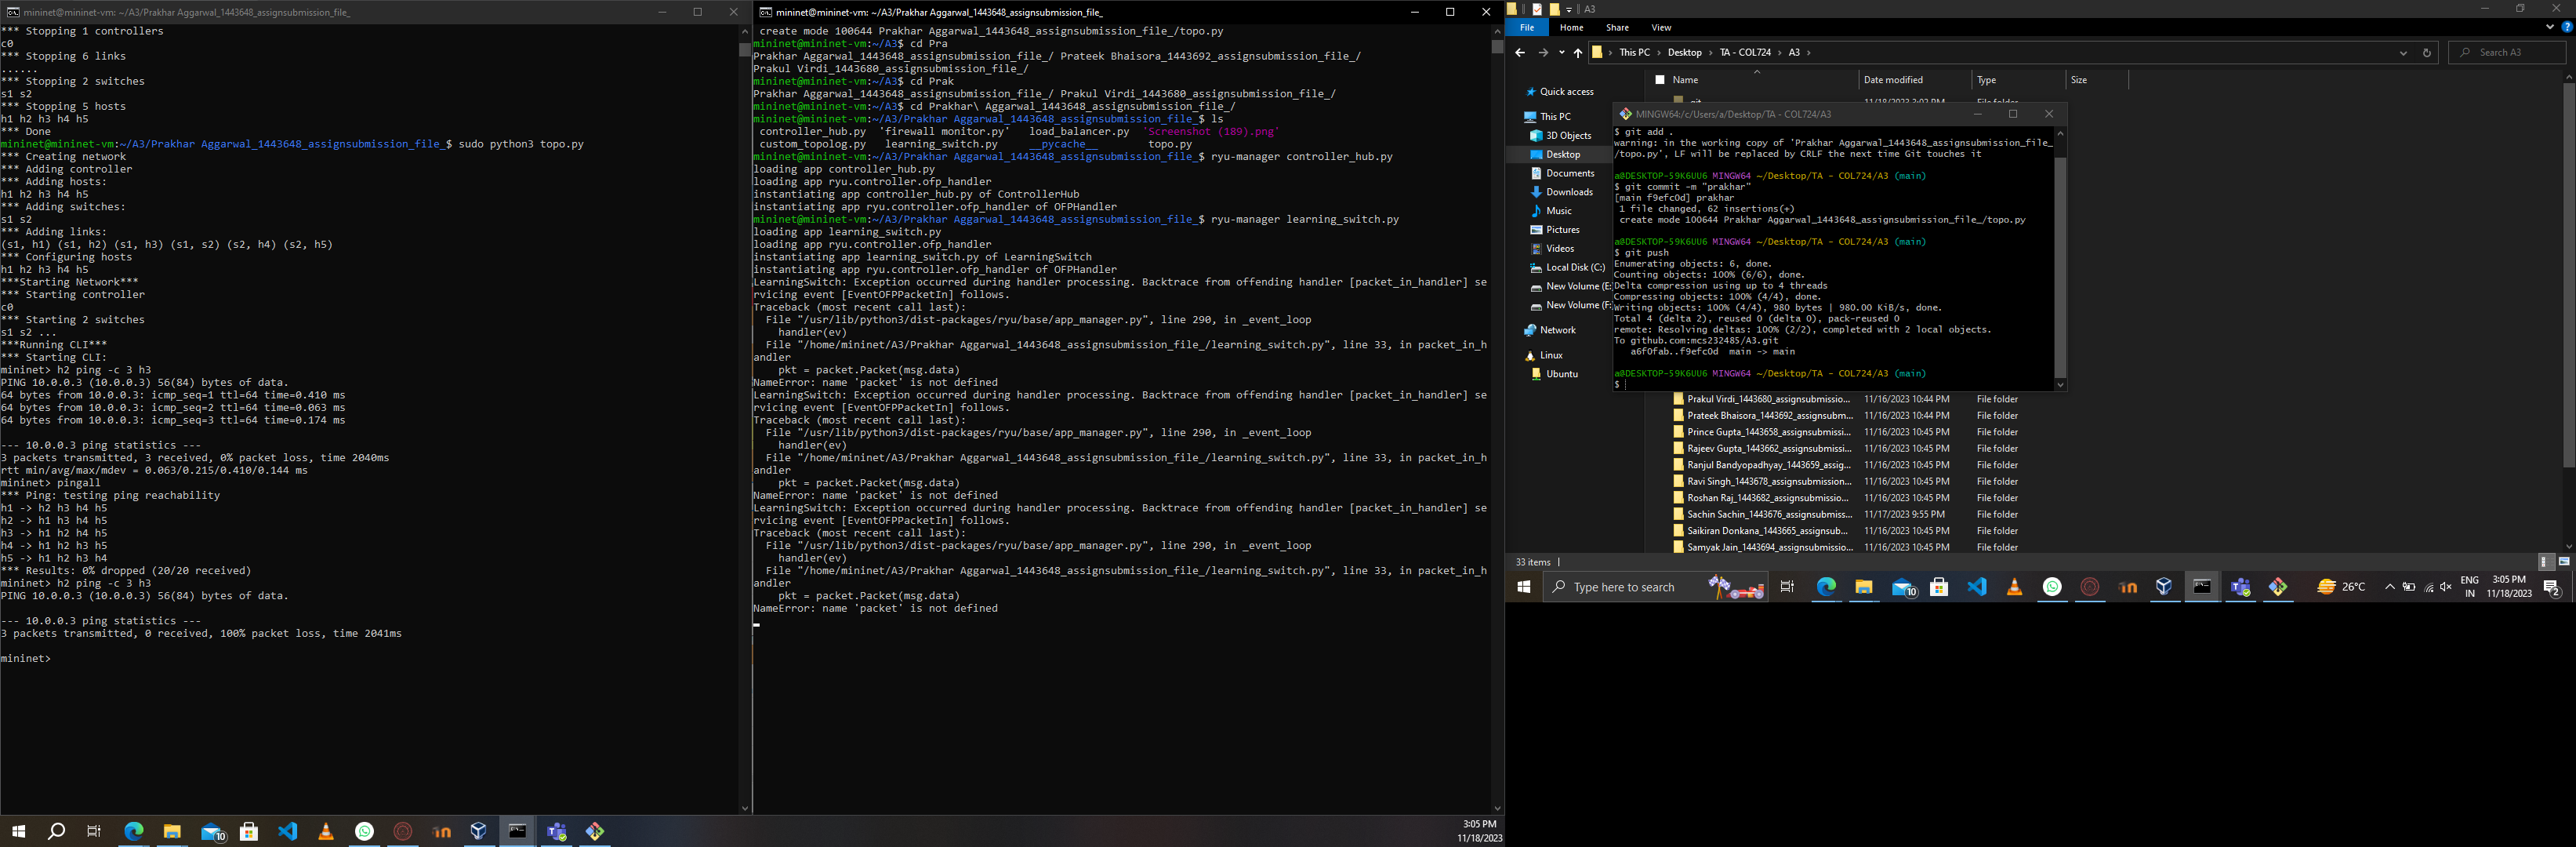 mininet@mininet-vm: ~/A3/Prakhar Aggarwal_1443648_assignsubmission_file_
*** Stopping 1 controllers
c0
*** Stopping 6 links
......
*** Stopping 2 switches
s1 s2
*** Stopping 5 hosts
h1 h2 h3 h4 h5
*** Done
mininet@mininet-vm:~/A3/Prakhar Aggarwal_1443648_assignsubmission_file_$ sudo python3 topo.py
*** Creating network
*** Adding controller
*** Adding hosts:
h1 h2 h3 h4 h5
*** Adding switches:
s1 s2
*** Adding links:
(s1, h1) (s1, h2) (s1, h3) (s1, s2) (s2, h4) (s2, h5)
*** Configuring hosts
h1 h2 h3 h4 h5
***Starting Network***
*** Starting controller
c0
*** Starting 2 switches
s1 s2 ...
***Running CLI***
*** Starting CLI:
mininet> h2 ping -c 3 h3
PING 10.0.0.3 (10.0.0.3) 56(84) bytes of data.
64 bytes from 10.0.0.3: icmp_seq=1 ttl=64 time=0.410 ms
64 bytes from 10.0.0.3: icmp_seq=2 ttl=64 time=0.063 ms
64 bytes from 10.0.0.3: icmp_seq=3 ttl=64 time=0.174 ms
--- 10.0.0.3 ping statistics ---
3 packets transmitted, 3 received, 0% packet loss, time 2040ms
rtt min/avg/max/mdev = 0.063/0.215/0.410/0.144 ms
mininet> pingall
*** Ping: testing ping reachability
h1 -> h2 h3 h4 h5
h2 -> h1 h3 h4 h5
h3 -> h1 h2 h4 h5
h4 -> h1 h2 h3 h5
h5 -> h1 h2 h3 h4
*** Results: 0% dropped (20/20 received)
mininet> h2 ping -c 3 h3
PING 10.0.0.3 (10.0.0.3) 56(84) bytes of data.
--- 10.0.0.3 ping statistics ---
3 packets transmitted, 0 received, 100% packet loss, time 2041ms
mininet>
mininet@mininet-vm: ~/A3/Prakhar Aggarwal_1443648_assignsubmission_file_
create mode 100644 Prakhar Aggarwal_1443648_assignsubmission_file_/topo.py
mininet@mininet-vm:~/A3$ cd Pra
Prakhar Aggarwal_1443648_assignsubmission_file_/ Prateek Bhaisora_1443692_assignsubmission_file_/
Prakul Virdi_1443680_assignsubmission_file_/
mininet@mininet-vm:~/A3$ cd Prak
Prakhar Aggarwal_1443648_assignsubmission_file_/ Prakul Virdi_1443680_assignsubmission_file_/
mininet@mininet-vm:~/A3$ cd Prakhar\ Aggarwal_1443648_assignsubmission_file_/
mininet@mininet-vm:~/A3/Prakhar Aggarwal_1443648_assignsubmission_file_$ ls
controller_hub.py 'firewall monitor.py' load_balancer.py 'Screenshot (189).png'
custom_topolog.py learning_switch.py __pycache__ topo.py
mininet@mininet-vm:~/A3/Prakhar Aggarwal_1443648_assignsubmission_file_$ ryu-manager controller_hub.py
loading app controller_hub.py
loading app ryu.controller.ofp_handler
instantiating app controller_hub.py of ControllerHub
instantiating app ryu.controller.ofp_handler of OFPHandler
mininet@mininet-vm:~/A3/Prakhar Aggarwal_1443648_assignsubmission_file_$ ryu-manager learning_switch.py
loading app learning_switch.py
loading app ryu.controller.ofp_handler
instantiating app learning_switch.py of LearningSwitch
instantiating app ryu.controller.ofp_handler of OFPHandler
LearningSwitch: Exception occurred during handler processing. Backtrace from offending handler [packet_in_handler] se
rvicing event [EventOFPPacketIn] follows.
Traceback (most recent call last):
File "/usr/lib/python3/dist-packages/ryu/base/app_manager.py", line 290, in _event_loop
handler(ev)
File "/home/mininet/A3/Prakhar Aggarwal_1443648_assignsubmission_file_/learning_switch.py", line 33, in packet_in_h
andler
pkt = packet.Packet(msg.data)
NameError: name 'packet' is not defined
LearningSwitch: Exception occurred during handler processing. Backtrace from offending handler [packet_in_handler] se
rvicing event [EventOFPPacketIn] follows.
Traceback (most recent call last):
File "/usr/lib/python3/dist-packages/ryu/base/app_manager.py", line 290, in _event_loop
handler(ev)
File "/home/mininet/A3/Prakhar Aggarwal_1443648_assignsubmission_file_/learning_switch.py", line 33, in packet_in_h
andler
pkt = packet.Packet(msg.data)
NameError: name 'packet' is not defined
LearningSwitch: Exception occurred during handler processing. Backtrace from offending handler [packet_in_handler] se
rvicing event [EventOFPPacketIn] follows.
Traceback (most recent call last):
File "/usr/lib/python3/dist-packages/ryu/base/app_manager.py", line 290, in _event_loop
handler(ev)
File "/home/mininet/A3/Prakhar Aggarwal_1443648_assignsubmission_file_/learning_switch.py", line 33, in packet_in_h
andler
pkt = packet.Packet(msg.data)
NameError: name 'packet' is not defined
10
3:05 PM
11/18/2023
A3
File Home Share View
This PC > Desktop > TA - COL724 > A3 >
Search A3
Name Date modified Type Size
Quick access
This PC
3D Objects
Desktop
Documents
Downloads
Music
Pictures
Videos
Local Disk (C:)
New Volume (E:
New Volume (F:
Network
Linux
Ubuntu
.git 11/18/2023 3:02 PM File folder
MINGW64:/c/Users/a/Desktop/TA - COL724/A3
$ git add .
warning: in the working copy of 'Prakhar Aggarwal_1443648_assignsubmission_file_
/topo.py', LF will be replaced by CRLF the next time Git touches it
a@DESKTOP-59K6UU6 MINGW64 ~/Desktop/TA - COL724/A3 (main)
$ git commit -m "prakhar"
[main f9efc0d] prakhar
1 file changed, 62 insertions(+)
create mode 100644 Prakhar Aggarwal_1443648_assignsubmission_file_/topo.py
a@DESKTOP-59K6UU6 MINGW64 ~/Desktop/TA - COL724/A3 (main)
$ git push
Enumerating objects: 6, done.
Counting objects: 100% (6/6), done.
Delta compression using up to 4 threads
Compressing objects: 100% (4/4), done.
Writing objects: 100% (4/4), 980 bytes | 980.00 KiB/s, done.
Total 4 (delta 2), reused 0 (delta 0), pack-reused 0
remote: Resolving deltas: 100% (2/2), completed with 2 local objects.
To github.com:mcs232485/A3.git
a6f0fab..f9efc0d main -> main
a@DESKTOP-59K6UU6 MINGW64 ~/Desktop/TA - COL724/A3 (main)
$
Prakul Virdi_1443680_assignsubmissio... 11/16/2023 10:44 PM File folder
Prateek Bhaisora_1443692_assignsubm... 11/16/2023 10:44 PM File folder
Prince Gupta_1443658_assignsubmissi... 11/16/2023 10:45 PM File folder
Rajeev Gupta_1443662_assignsubmissi... 11/16/2023 10:45 PM File folder
Ranjul Bandyopadhyay_1443659_assig... 11/16/2023 10:45 PM File folder
Ravi Singh_1443678_assignsubmissio... 11/16/2023 10:45 PM File folder
Roshan Raj_1443682_assignsubmissio... 11/16/2023 10:45 PM File folder
Sachin Sachin_1443676_assignsubmiss... 11/17/2023 9:55 PM File folder
Saikiran Donkana_1443665_assignsub... 11/16/2023 10:45 PM File folder
Samyak Jain_1443694_assignsubmissio... 11/16/2023 10:45 PM File folder
33 items
Type here to search
10
26°C
ENG
IN
3:05 PM
11/18/2023
2